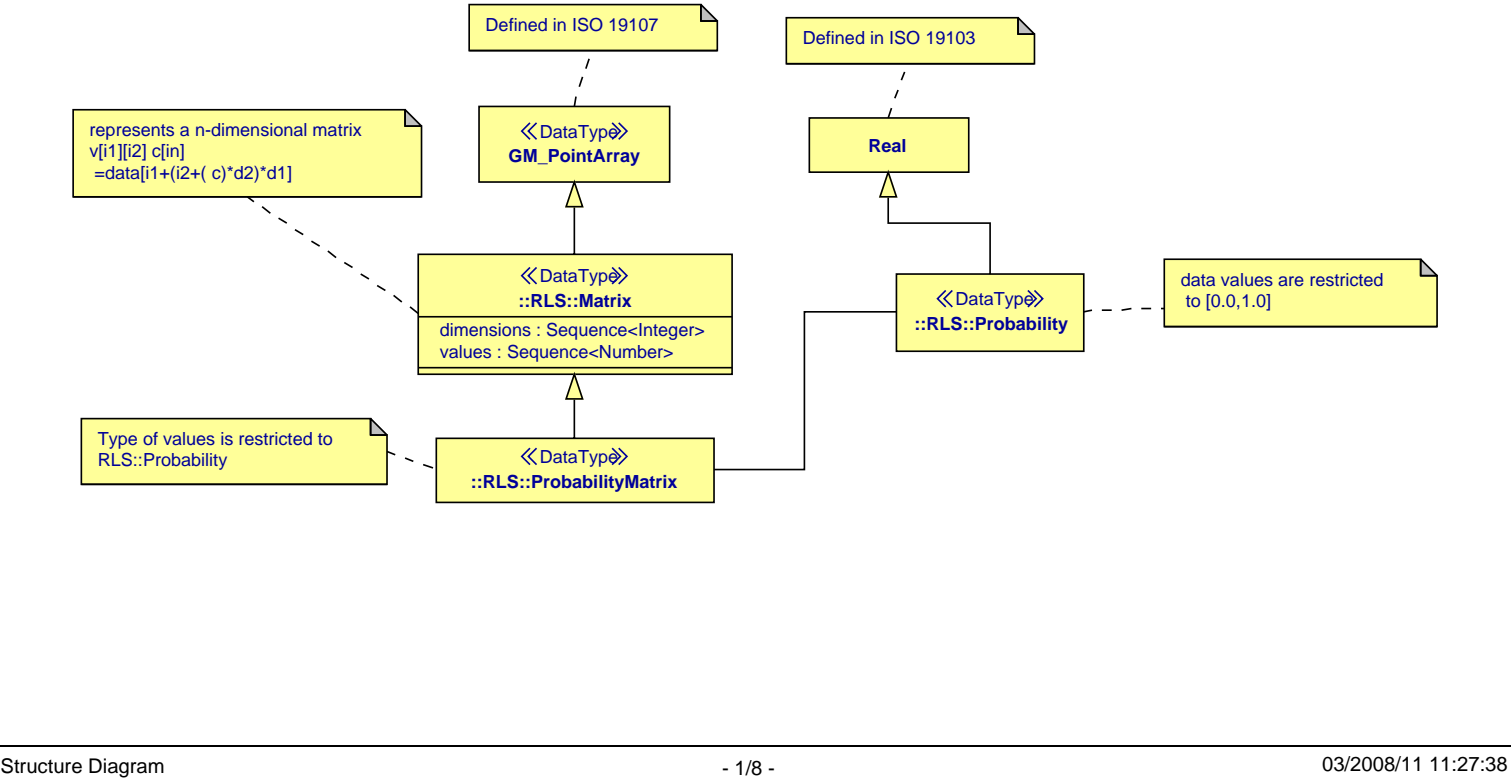 Defined in ISO 19107
Defined in ISO 19103
represents a n-dimensional matrix
v[i1][i2] c[in]
=data[i1+(i2+( c)*d2)*d1]
≪DataType≫
GM_PointArray
Real
≪DataType≫
::RLS::Matrix
dimensions : Sequence<Integer>
values : Sequence<Number>
≪DataType≫
::RLS::Probability
data values are restricted
to [0.0,1.0]
Type of values is restricted to
RLS::Probability
≪DataType≫
::RLS::ProbabilityMatrix
Structure Diagram
- 1/8 -
03/2008/11 11:27:38